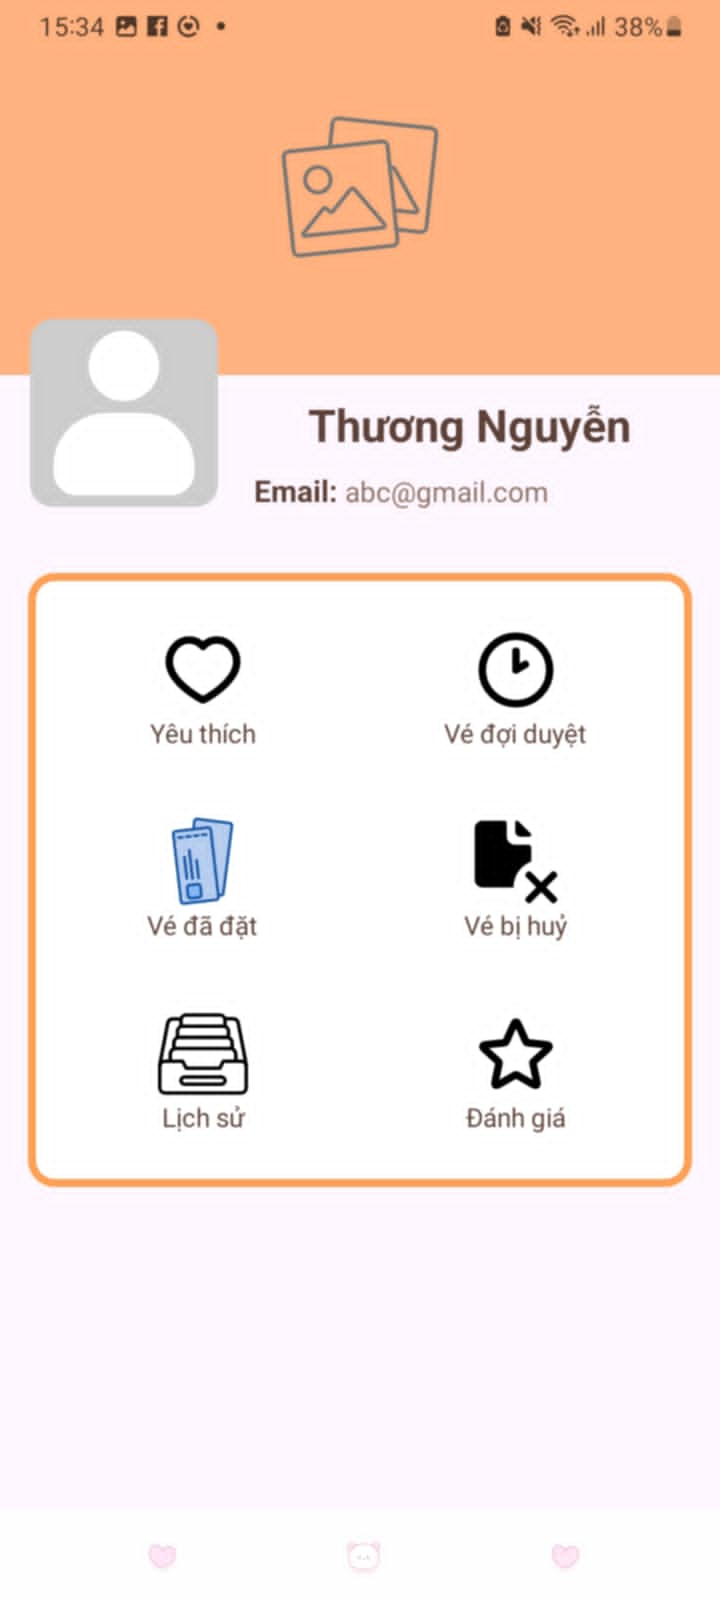 15:34 38%
Thương Nguyễn
Email: abc@gmail.com
Yêu thích Vé đợi duyệt
Vé đã đặt Vé bị huỷ
Lịch sử Đánh giá